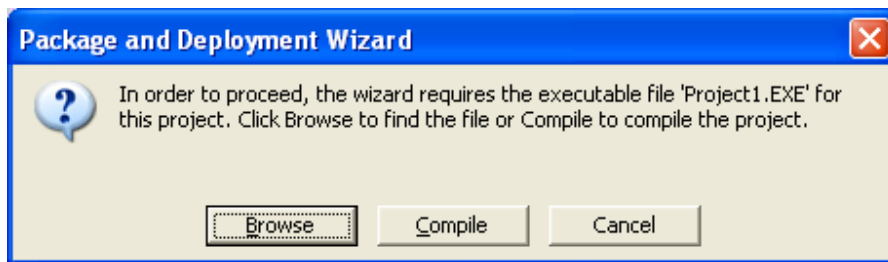 Package and Deployment Wizard
In order to proceed, the wizard requires the executable file 'Project1.EXE' for
this project. Click Browse to find the file or Compile to compile the project.
Browse
Compile
Cancel